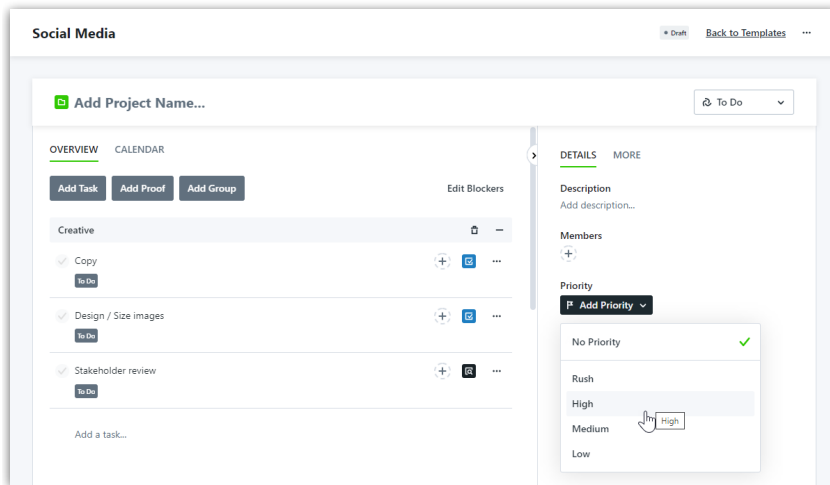 Social Media
Draft
Back to Templates
Add Project Name...
To Do
OVERVIEW
CALENDAR
Add Task
Add Proof
Add Group
Edit Blockers
Creative
Copy
To Do
Design / Size images
To Do
Stakeholder review
To Do
Add a task...
DETAILS
MORE
Description
Add description...
Members
Priority
Add Priority
No Priority
Rush
High
High
Medium
Low